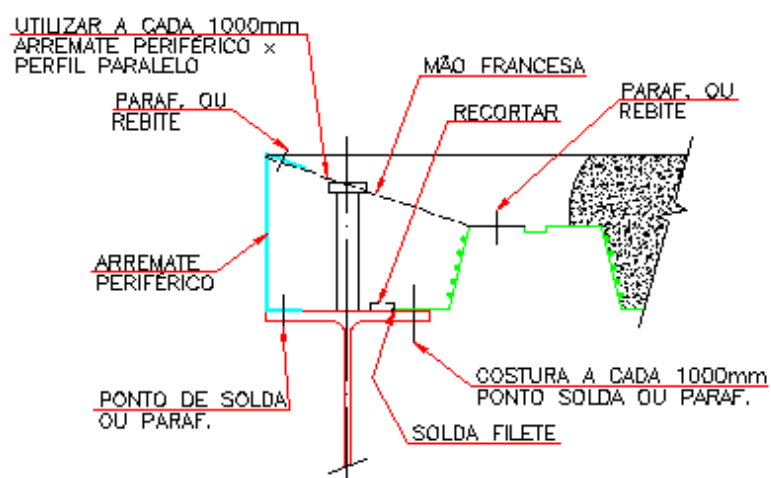 UTILIZAR A CADA 1000mm
ARREMATE PERIFÉRICO ×
PERFIL PARALELO
MÃO FRANCESA
PARAF. OU
REBITE
PARAF. OU
REBITE
RECORTAR
ARREMATE
PERIFÉRICO
PONTO DE SOLDA
OU PARAF.
COSTURA A CADA 1000mm
PONTO SOLDA OU PARAF.
SOLDA FILETE